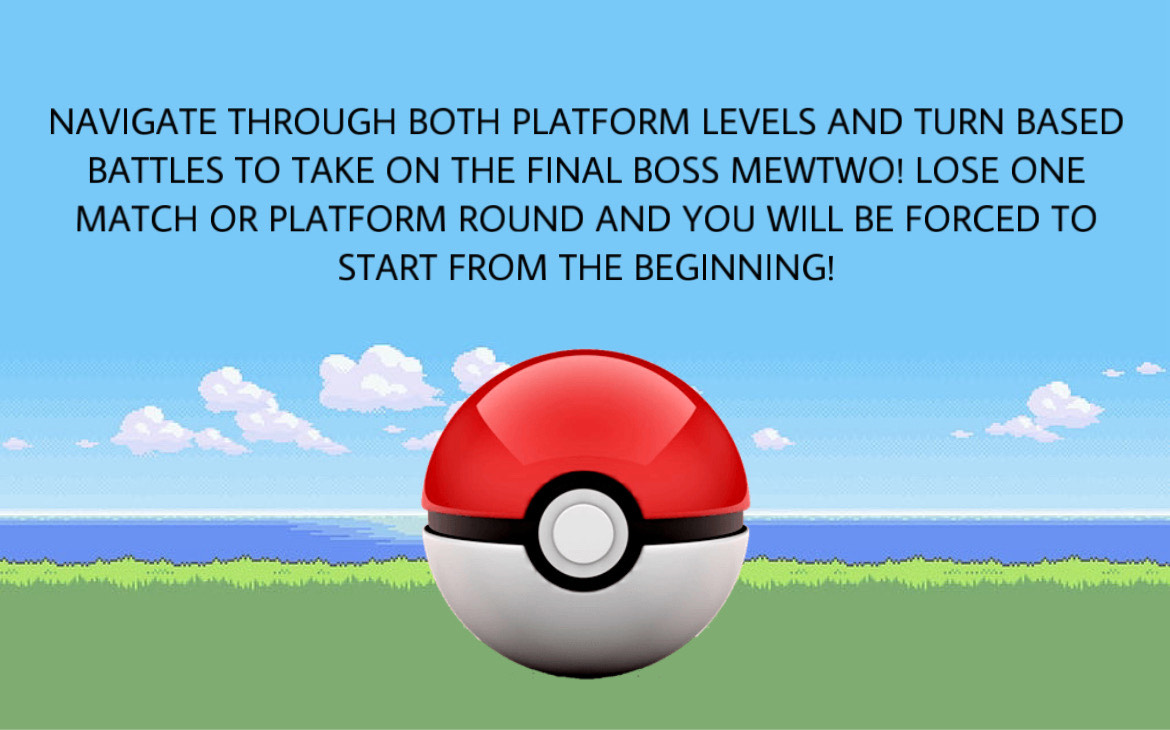 NAVIGATE THROUGH BOTH PLATFORM LEVELS AND TURN BASED
BATTLES TO TAKE ON THE FINAL BOSS MEWTWO! LOSE ONE
MATCH OR PLATFORM ROUND AND YOU WILL BE FORCED TO
START FROM THE BEGINNING!